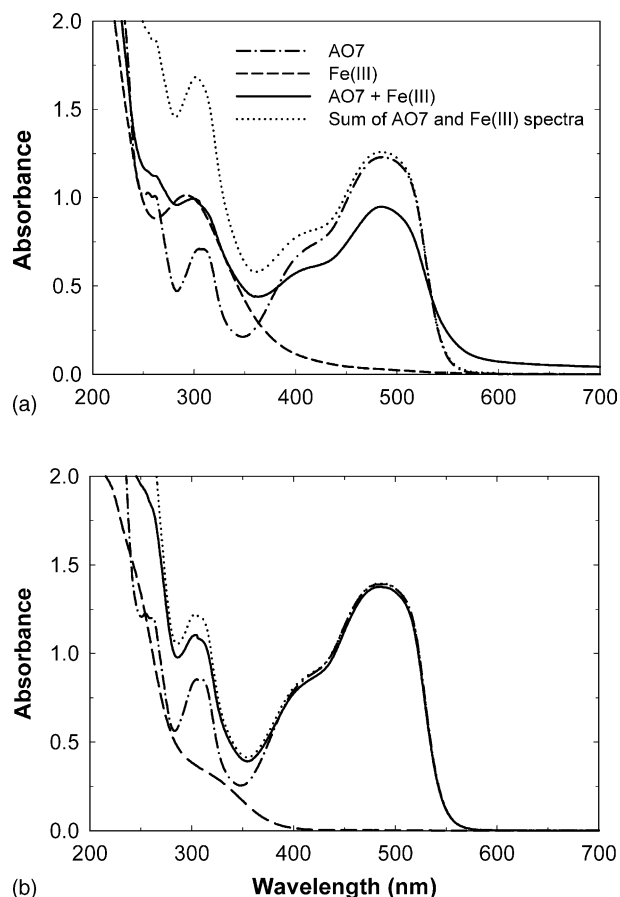 2.0
1.5
1.0
0.5
0.0
Absorbance
AO7
Fe(III)
AO7 + Fe(III)
Sum of AO7 and Fe(III) spectra
200 300 400 500 600 700
(a)
2.0
1.5
1.0
0.5
0.0
Absorbance
200 300 400 500 600 700
(b)
Wavelength (nm)